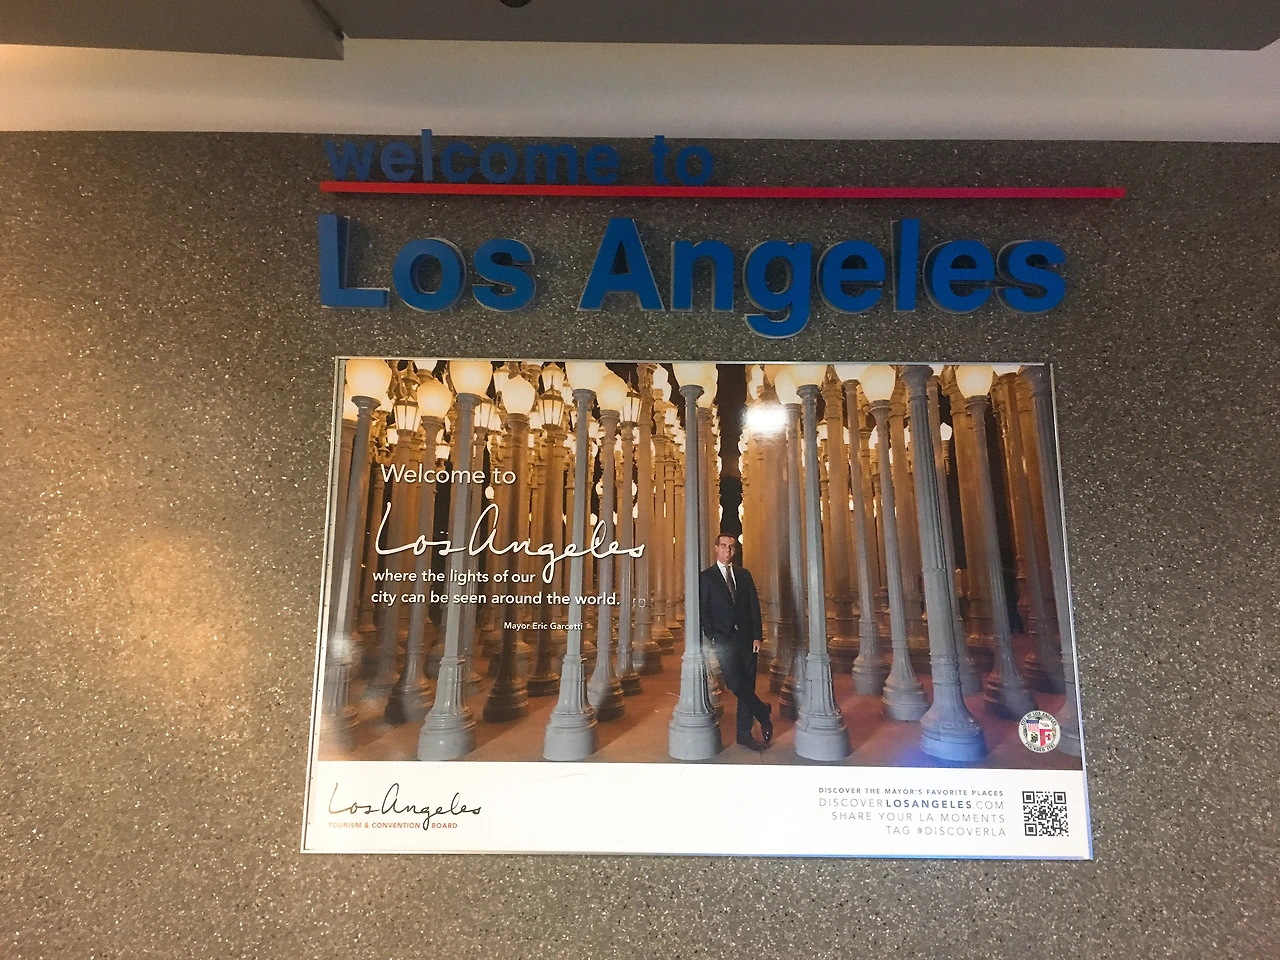 welcome to
Los Angeles
Welcome to
Los Angeles
where the lights of our
city can be seen around the world.
Mayor Eric Garcetti
Los Angeles
TOURISM & CONVENTION BOARD
DISCOVER THE MAYOR'S FAVORITE PLACES
DISCOVERLOSANGELES.COM
SHARE YOUR LA MOMENTS
TAG #DISCOVERLA